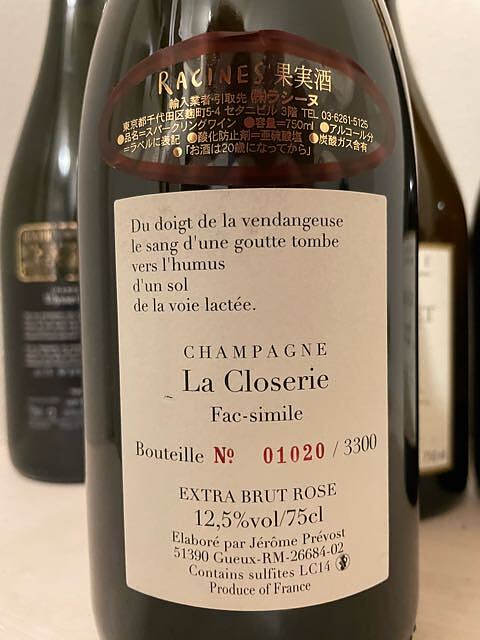 RACINES 果実酒
輸入業者·引取先 ㈱ラシーヌ
東京都千代田区麹町5-4 セタニービル 3階 TEL 03-6261-5125
●品名=スパークリングワイン ●容量=750ml ●アルコール分
=ラベルに表記 ●酸化防止剤=亜硫酸塩 ●炭酸ガス含有
●「お酒は20歳になってから」
Du doigt de la vendangeuse
le sang d'une goutte tombe
vers l'humus
d'un sol
de la voie lactée.
CHAMPAGNE
La Closerie
Fac-simile
Bouteille Nº 01020 / 3300
EXTRA BRUT ROSE
12,5%vol/75cl
Elaboré par Jérôme Prévost
51390 Gueux-RM-26684-02
Contains sulfites LC14
Produce of France